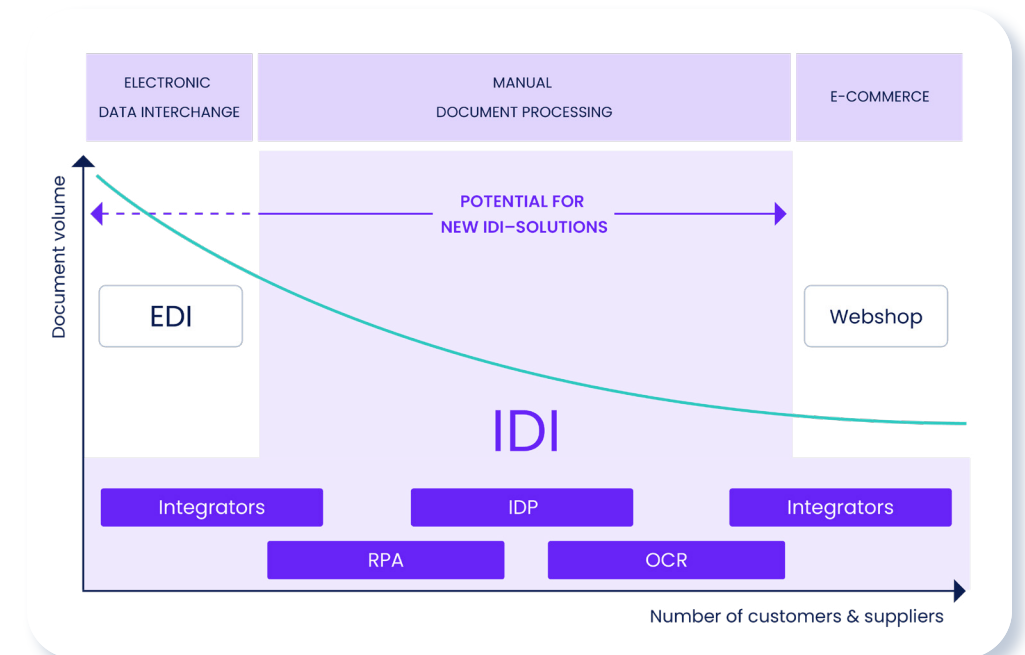 ELECTRONIC
DATA INTERCHANGE
MANUAL
DOCUMENT PROCESSING
E-COMMERCE
Document volume
POTENTIAL FOR
NEW IDI–SOLUTIONS
EDI
Webshop
IDI
Integrators
IDP
Integrators
RPA
OCR
Number of customers & suppliers